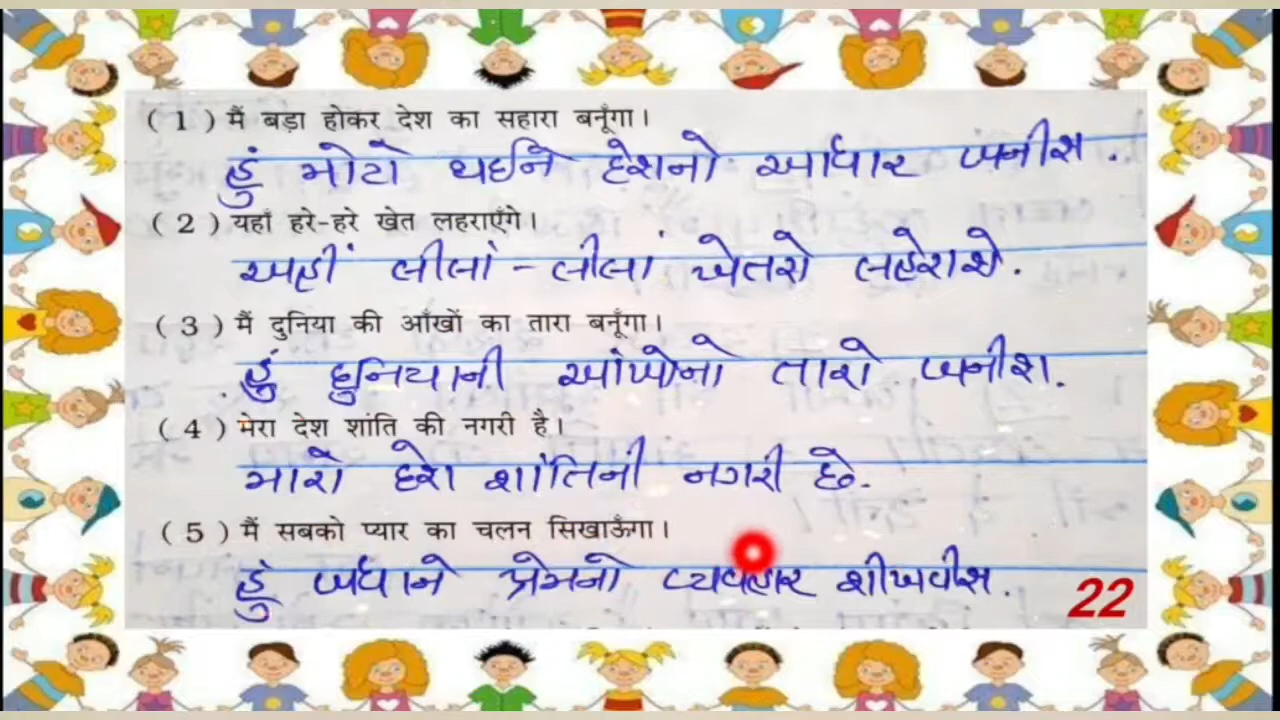 ( 1 ) मैं बड़ा होकर देश का सहारा बनूँगा।
હું મોટો થઈને દેશનો આધાર બનીશ.
( 2 ) यहाँ हरे-हरे खेत लहराएँगे।
અહીં લીલાં-લીલાં ખેતરો લહેરાશે.
( 3 ) मैं दुनिया की आँखों का तारा बनूँगा।
હું દુનિયાની આંખોનો તારો બનીશ.
( 4 ) मेरा देश शांति की नगरी है।
મારો દેશ શાંતિની નગરી છે.
( 5 ) मैं सबको प्यार का चलन सिखाऊँगा।
હું બધાને પ્રેમનો વ્યવહાર શીખવીશ.
22